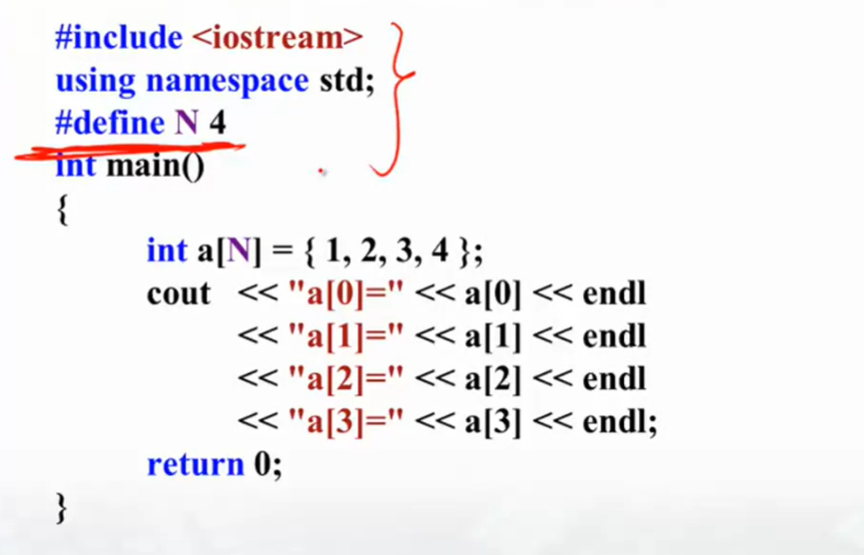 #include <iostream>
using namespace std;
#define N 4
int main()
{
int a[N] = { 1, 2, 3, 4 };
cout << "a[0]=" << a[0] << endl
<< "a[1]=" << a[1] << endl
<< "a[2]=" << a[2] << endl
<< "a[3]=" << a[3] << endl;
return 0;
}